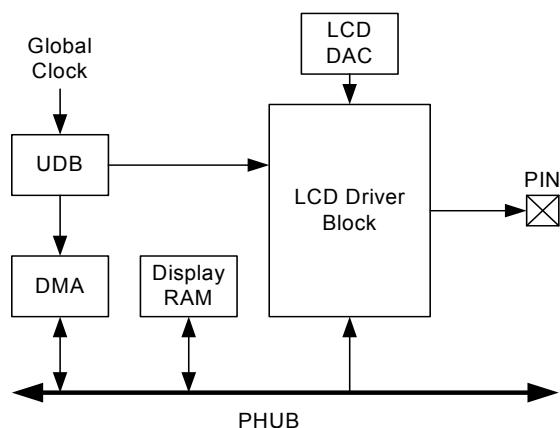 LCD
DAC
Global
Clock
UDB
LCD Driver
Block
PIN
DMA
Display
RAM
PHUB